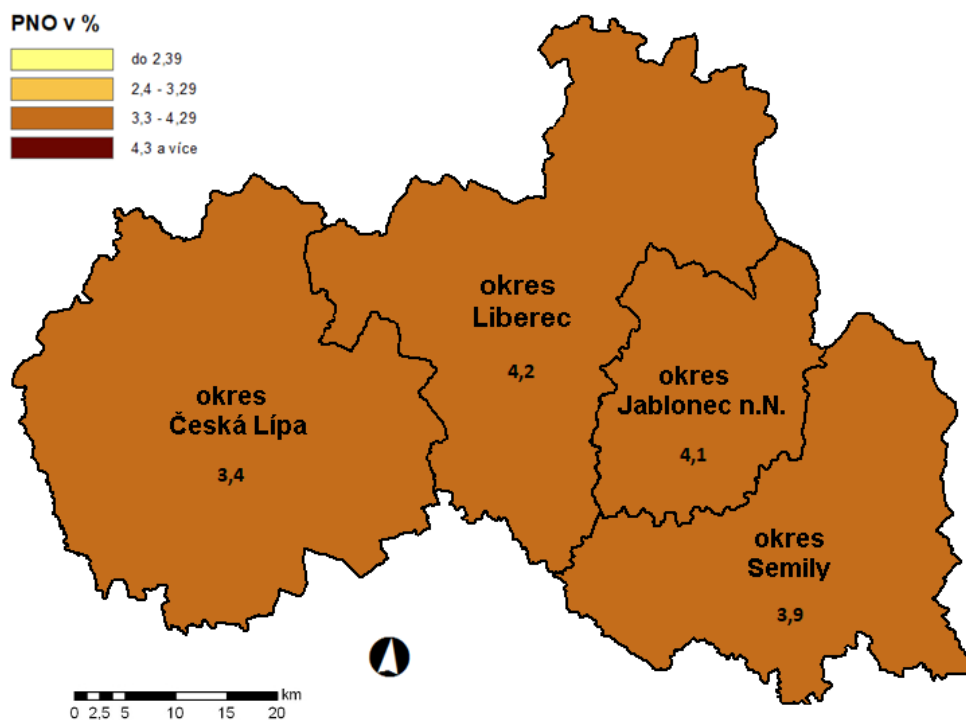 PNO v %
do 2,39
2,4 - 3,29
3,3 - 4,29
4,3 a více
okres
Liberec
4,2
okres
Jablonec n.N.
4,1
okres
Česká Lípa
3,4
okres
Semily
3,9
km
0 2,5 5 10 15 20